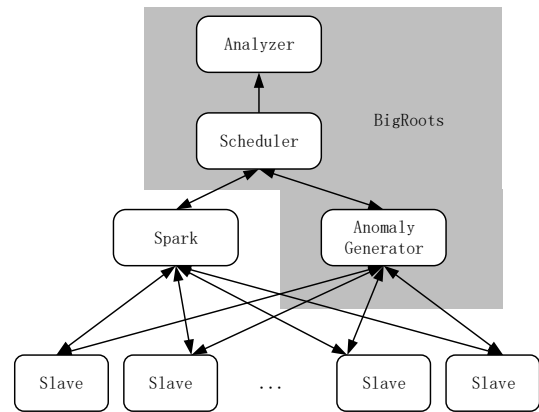 Analyzer
BigRoots
Scheduler
Spark
Anomaly
Generator
Slave
Slave
...
Slave
Slave